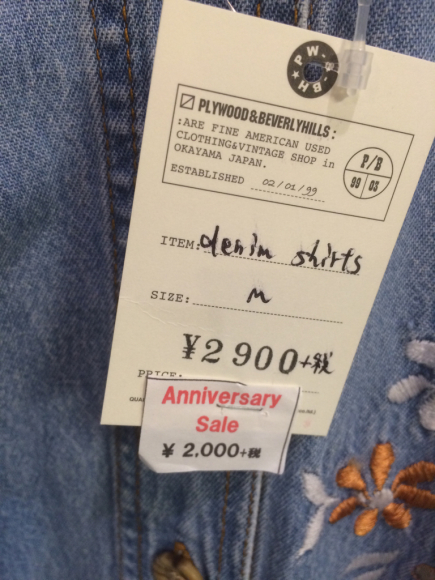 PW-B-BH★
PLYWOOD&BEVERLYHILLS:
:ARE FINE AMERICAN USED
CLOTHING&VINTAGE SHOP in
OKAYAMA JAPAN.
ESTABLISHED 02/01/99
P/B
99 03
ITEM: denim shirts
SIZE: M
¥2900+税
PRICE:
Anniversary
Sale
¥ 2,000+税